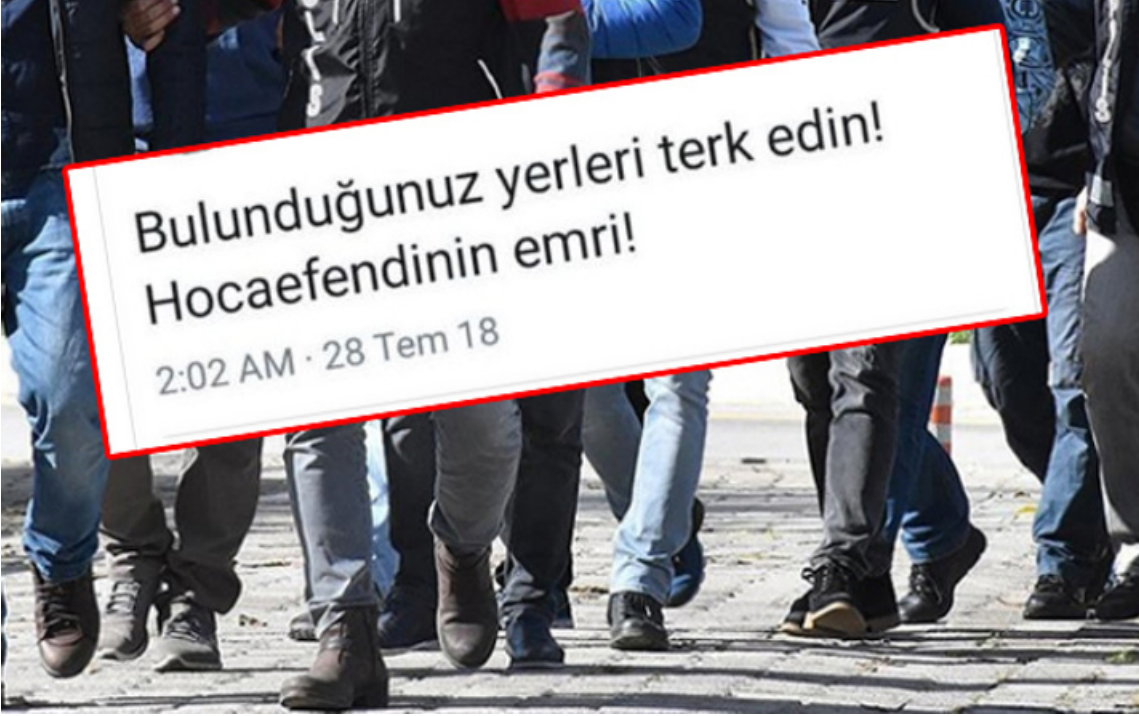 Bulunduğunuz yerleri terk edin!
Hocaefendinin emri!
2:02 AM · 28 Tem 18